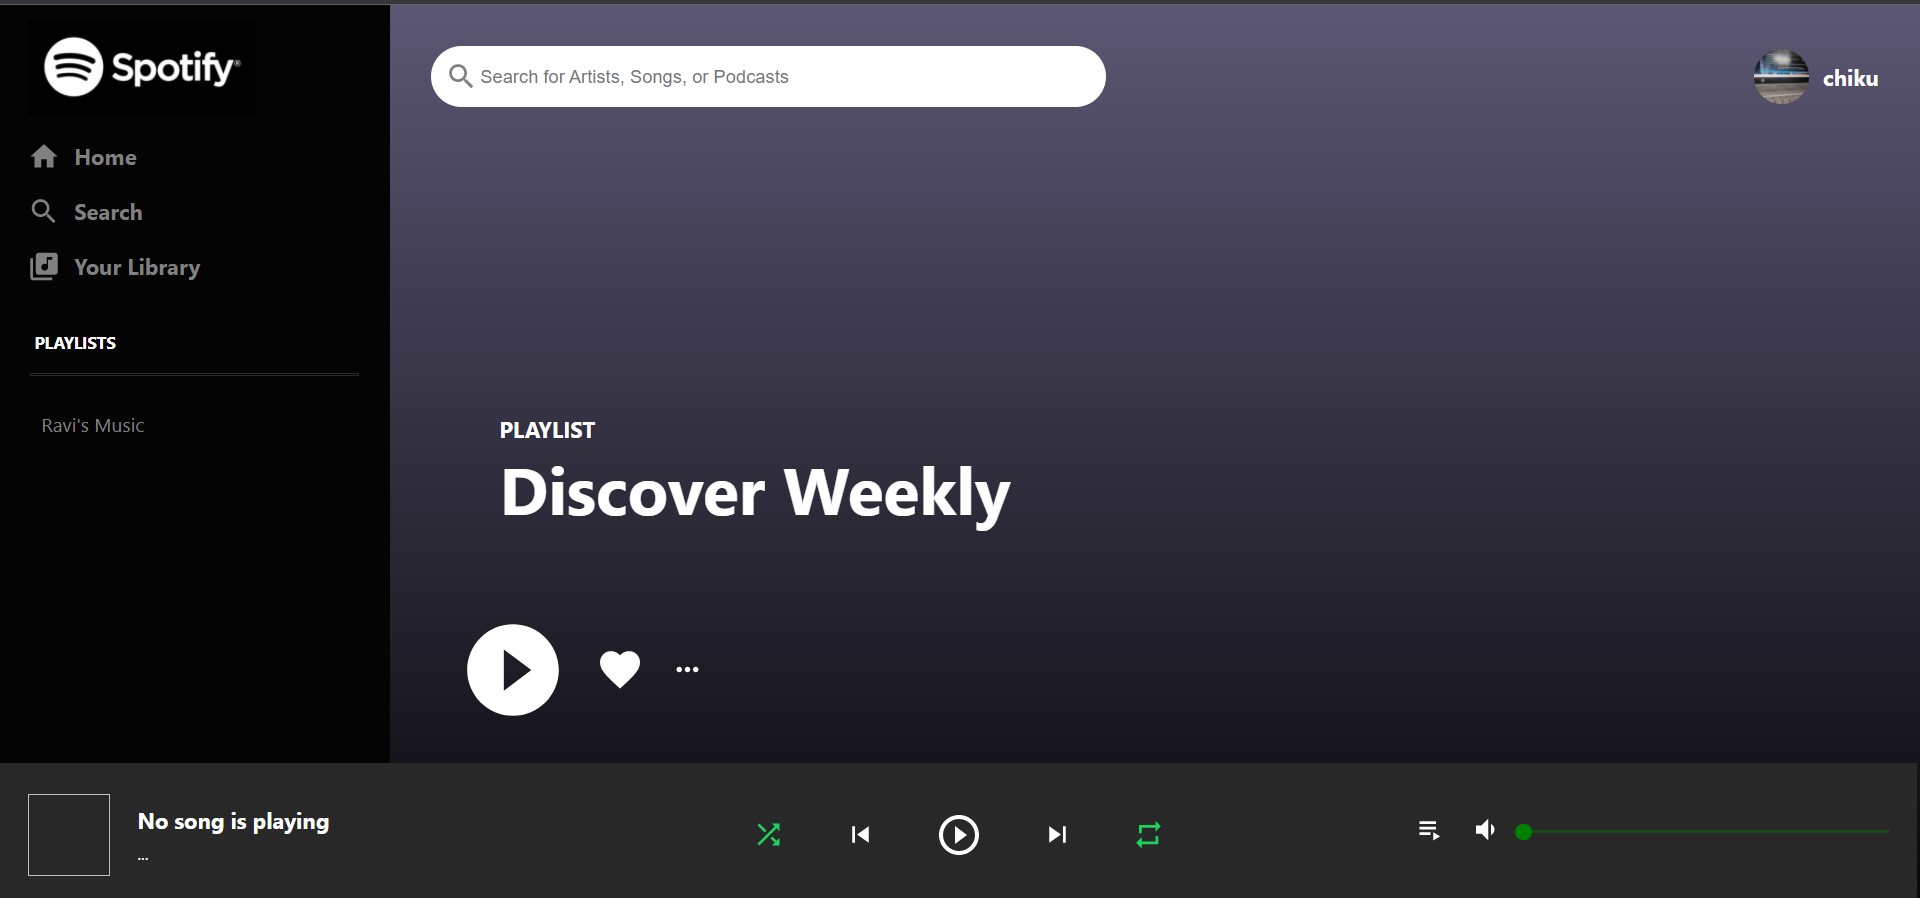 Spotify®
Home
Search
Your Library
PLAYLISTS
Ravi's Music
Search for Artists, Songs, or Podcasts
chiku
PLAYLIST
Discover Weekly
No song is playing
...